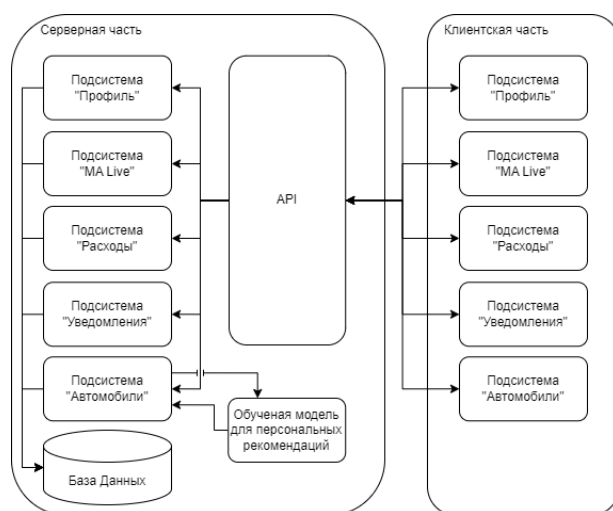 Серверная часть
Подсистема
"Профиль"
Подсистема
"MA Live"
Подсистема
"Расходы"
Подсистема
"Уведомления"
Подсистема
"Автомобили"
База Данных
API
Обученая модель
для персональных
рекомендаций
Клиентская часть
Подсистема
"Профиль"
Подсистема
"MA Live"
Подсистема
"Расходы"
Подсистема
"Уведомления"
Подсистема
"Автомобили"